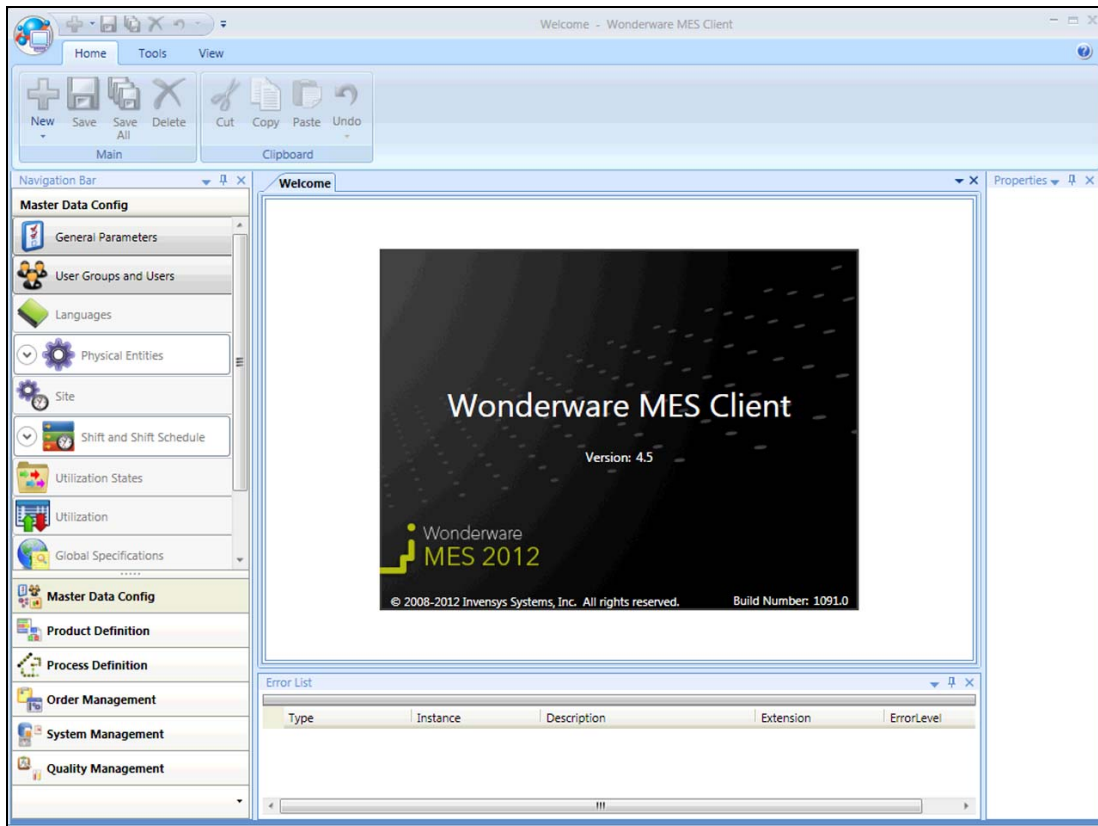 Welcome - Wonderware MES Client
Home Tools View
New Save Save All Delete Cut Copy Paste Undo
Main Clipboard
Navigation Bar
Master Data Config
General Parameters
User Groups and Users
Languages
Physical Entities
Site
Shift and Shift Schedule
Utilization States
Utilization
Global Specifications
Master Data Config
Product Definition
Process Definition
Order Management
System Management
Quality Management
Welcome
Wonderware MES Client
Version: 4.5
Wonderware
MES 2012
© 2008-2012 Invensys Systems, Inc. All rights reserved. Build Number: 1091.0
Error List
Type Instance Description Extension ErrorLevel
Properties